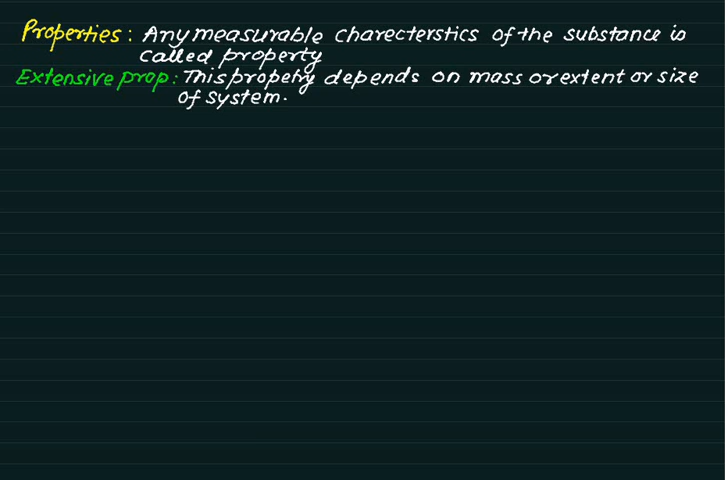 Properties: Any measurable charecterstics of the substance is
called property
Extensive prop: This property depends on mass or extent or size
of system.